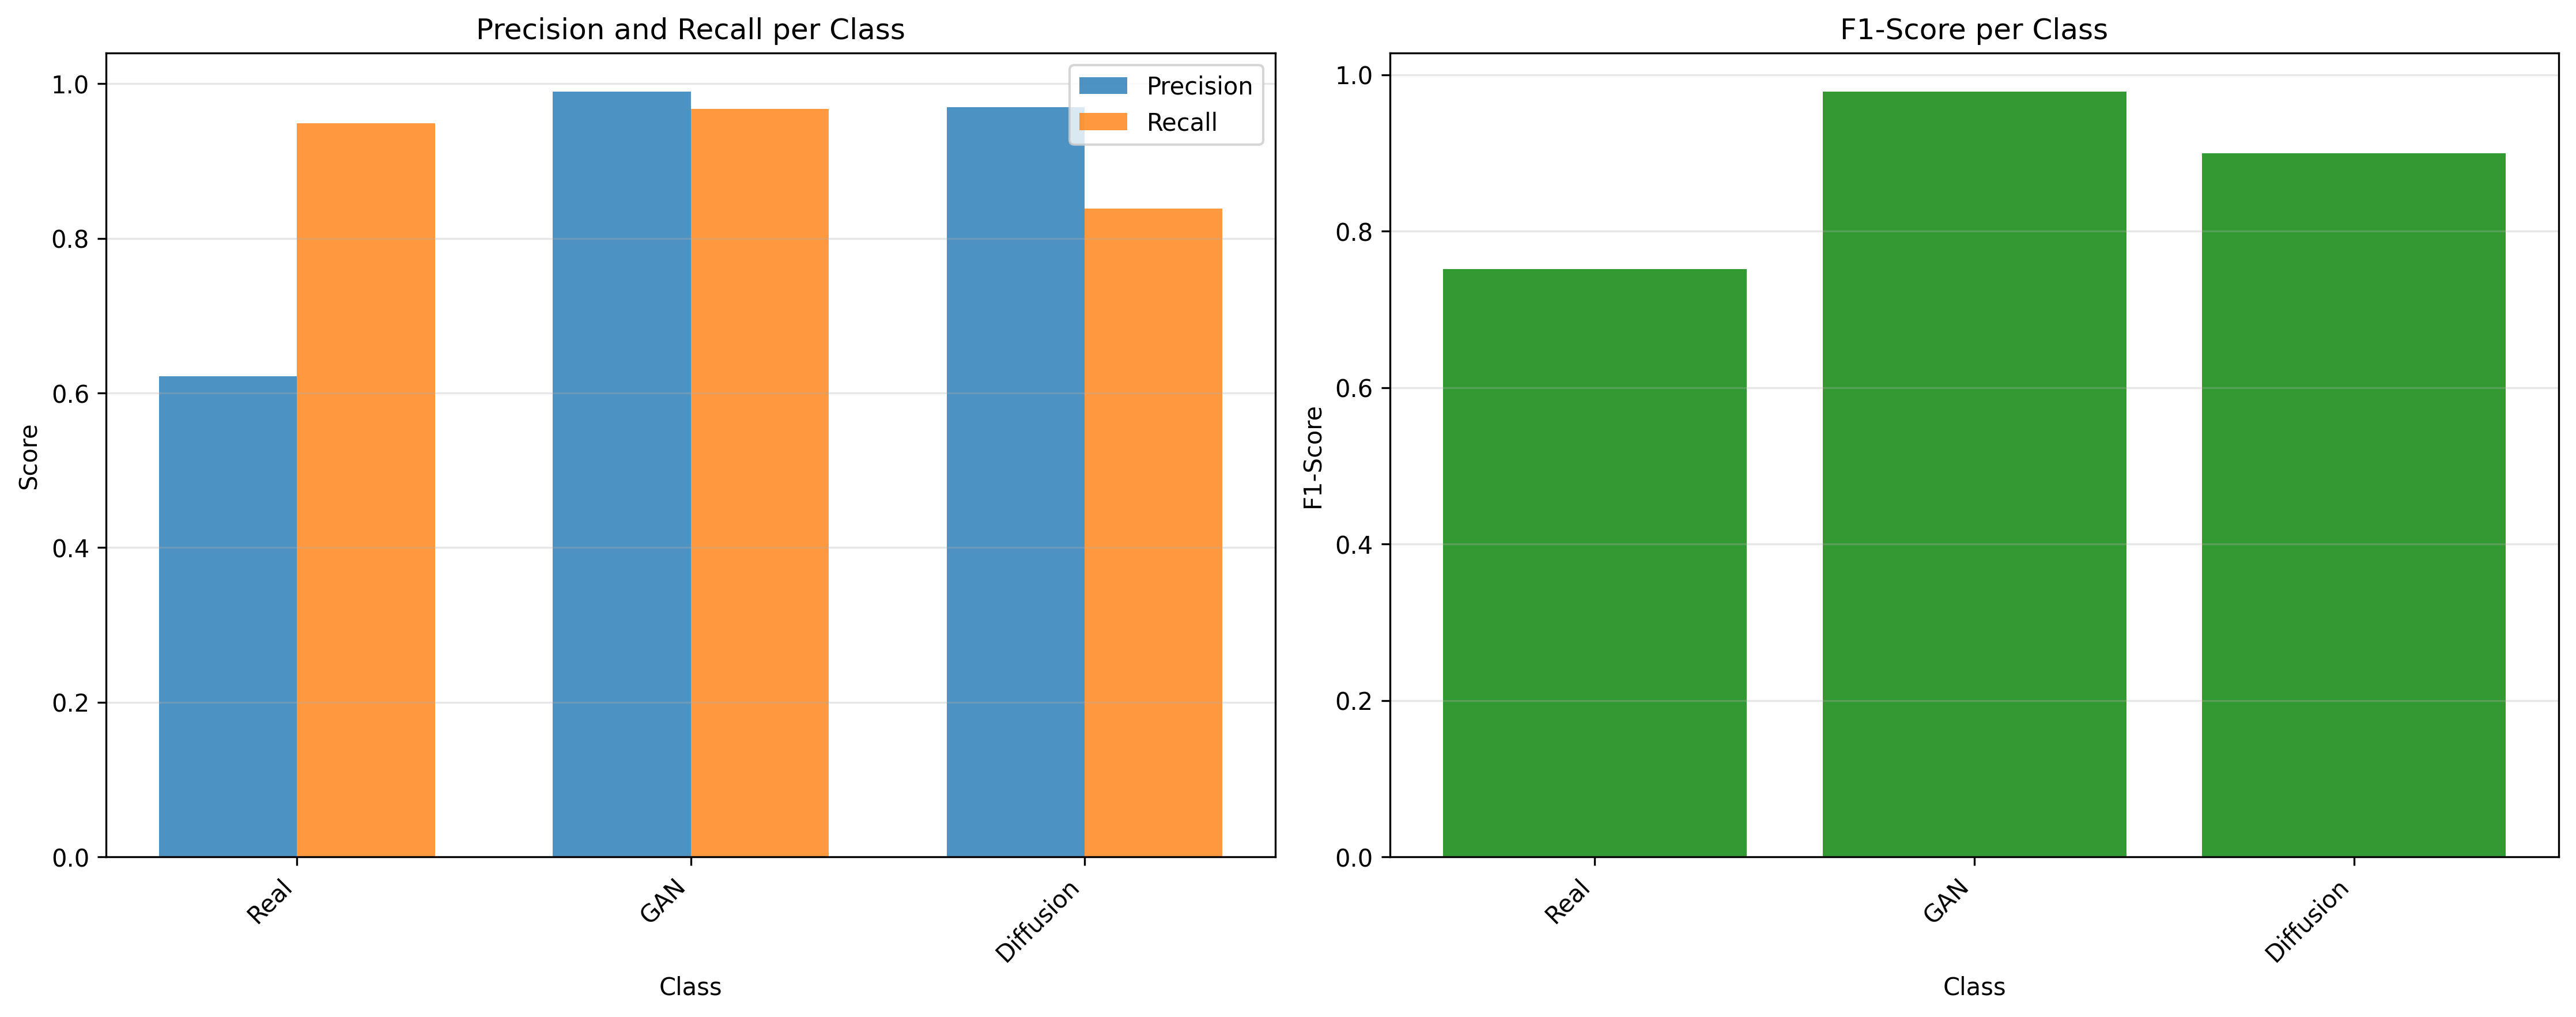 Precision and Recall per Class
1.0
0.8
0.6
0.4
0.2
0.0
Score
Precision
Recall
Real
GAN
Diffusion
Class
F1-Score per Class
1.0
0.8
0.6
0.4
0.2
0.0
F1-Score
Real
GAN
Diffusion
Class